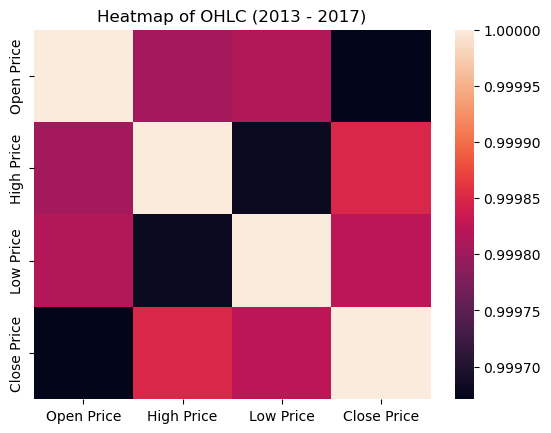 Heatmap of OHLC (2013 - 2017)
Open Price
High Price
Low Price
Close Price
Open Price High Price Low Price Close Price
1.00000
0.99995
0.99990
0.99985
0.99980
0.99975
0.99970